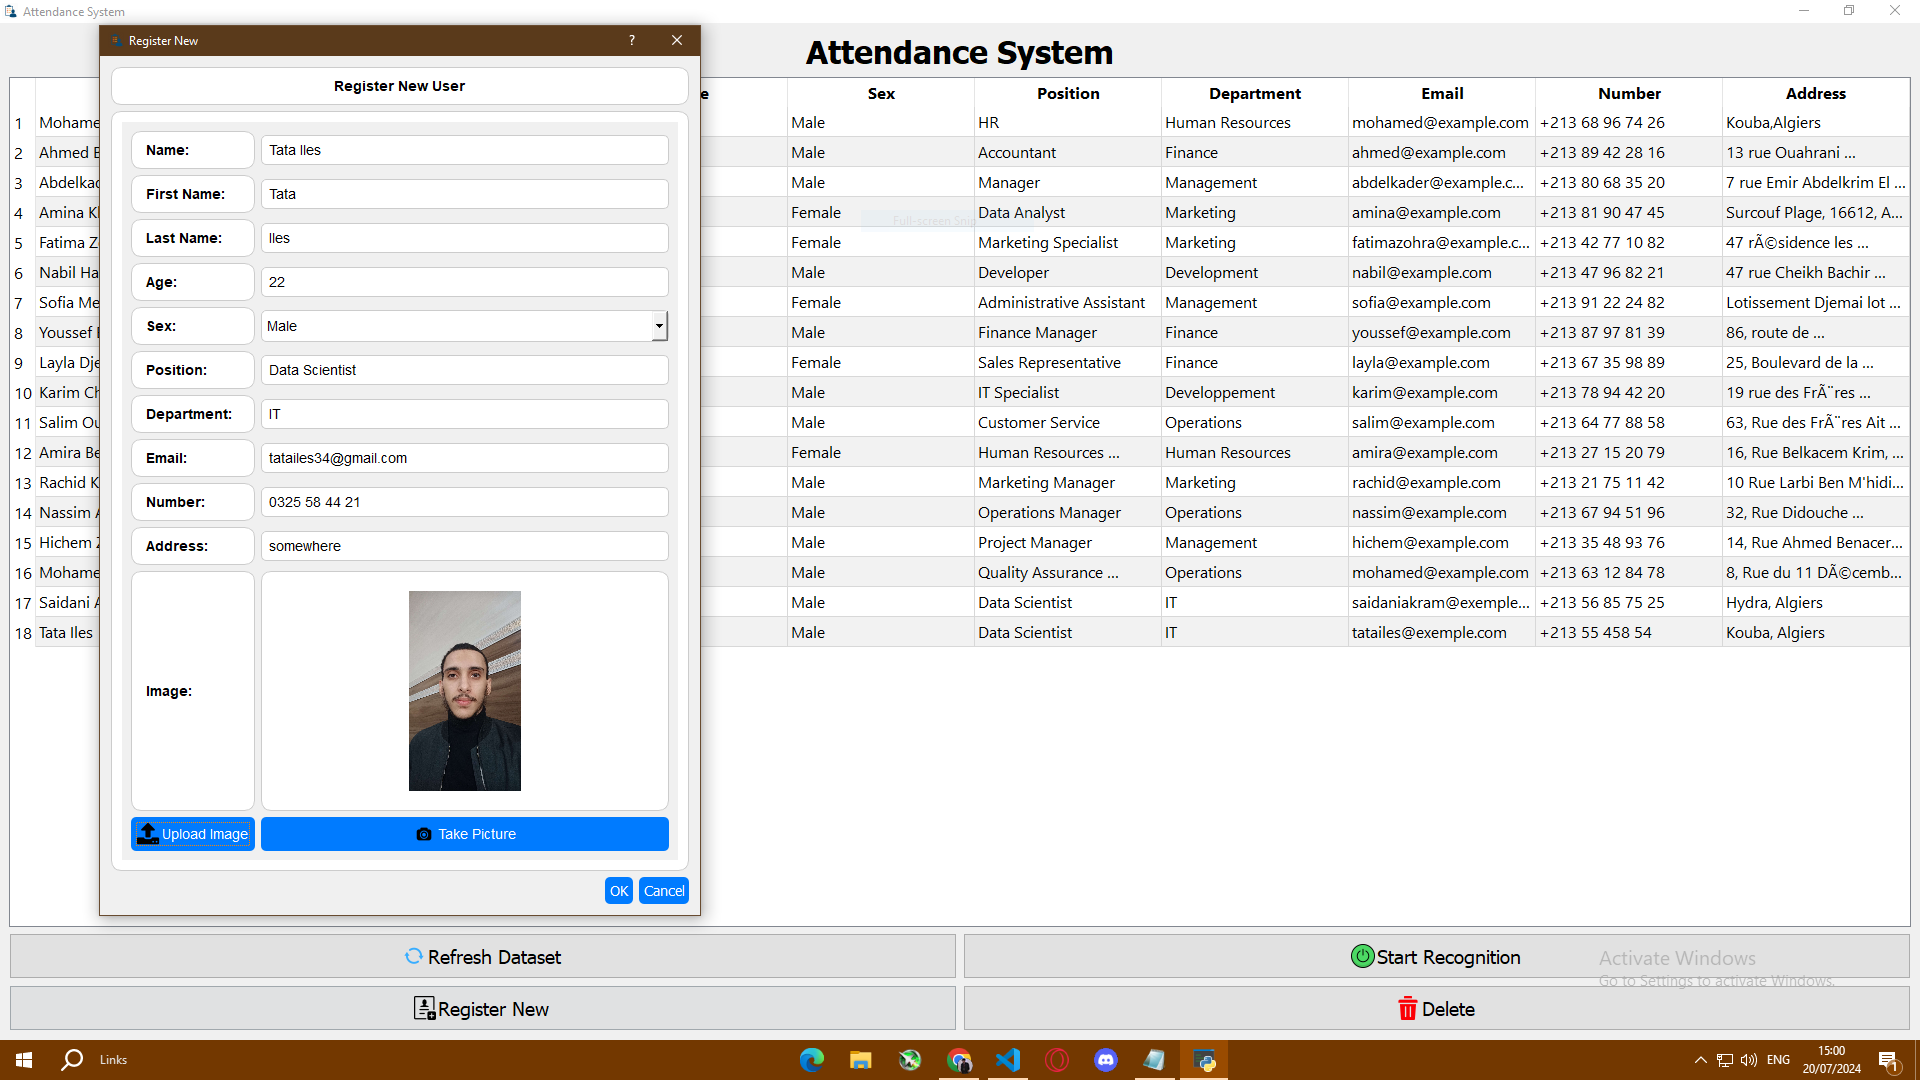 Attendance System
Register New
?
Attendance System
Register New User
Name:
Tata Iles
First Name:
Tata
Last Name:
Iles
Age:
22
Sex:
Male
Position:
Data Scientist
Department:
IT
Email:
tatailes34@gmail.com
Number:
0325 58 44 21
Address:
somewhere
Image:
Upload Image
Take Picture
OK
Cancel
e Sex Position Department Email Number Address
1 Mohame Male HR Human Resources mohamed@example.com +213 68 96 74 26 Kouba,Algiers
2 Ahmed B Male Accountant Finance ahmed@example.com +213 89 42 28 16 13 rue Ouahrani ...
3 Abdelkad Male Manager Management abdelkader@example.c... +213 80 68 35 20 7 rue Emir Abdelkrim El ...
4 Amina Kh Female Data Analyst Marketing amina@example.com +213 81 90 47 45 Surcouf Plage, 16612, A...
5 Fatima Z Female Marketing Specialist Marketing fatimazohra@example.c... +213 42 77 10 82 47 rÃ©sidence les ...
6 Nabil Ha Male Developer Development nabil@example.com +213 47 96 82 21 47 rue Cheikh Bachir ...
7 Sofia Me Female Administrative Assistant Management sofia@example.com +213 91 22 24 82 Lotissement Djemai lot ...
8 Youssef Male Finance Manager Finance youssef@example.com +213 87 97 81 39 86, route de ...
9 Layla Dje Female Sales Representative Finance layla@example.com +213 67 35 98 89 25, Boulevard de la ...
10 Karim Ch Male IT Specialist Developpement karim@example.com +213 78 94 42 20 19 rue des FrÃ¨res ...
11 Salim Ou Male Customer Service Operations salim@example.com +213 64 77 88 58 63, Rue des FrÃ¨res Ait ...
12 Amira Be Female Human Resources ... Human Resources amira@example.com +213 27 15 20 79 16, Rue Belkacem Krim, ...
13 Rachid K Male Marketing Manager Marketing rachid@example.com +213 21 75 11 42 10 Rue Larbi Ben M'hidi...
14 Nassim A Male Operations Manager Operations nassim@example.com +213 67 94 51 96 32, Rue Didouche ...
15 Hichem Z Male Project Manager Management hichem@example.com +213 35 48 93 76 14, Rue Ahmed Benacer...
16 Mohame Male Quality Assurance ... Operations mohamed@example.com +213 63 12 84 78 8, Rue du 11 DÃ©cemb...
17 Saidani A Male Data Scientist IT saidaniakram@exemple... +213 56 85 75 25 Hydra, Algiers
18 Tata Iles Male Data Scientist IT tatailes@exemple.com +213 55 458 54 Kouba, Algiers
Full-screen Snip
Refresh Dataset
Start Recognition
Register New
Delete
Activate Windows
Go to Settings to activate Windows.
Links
ENG
15:00
20/07/2024
1